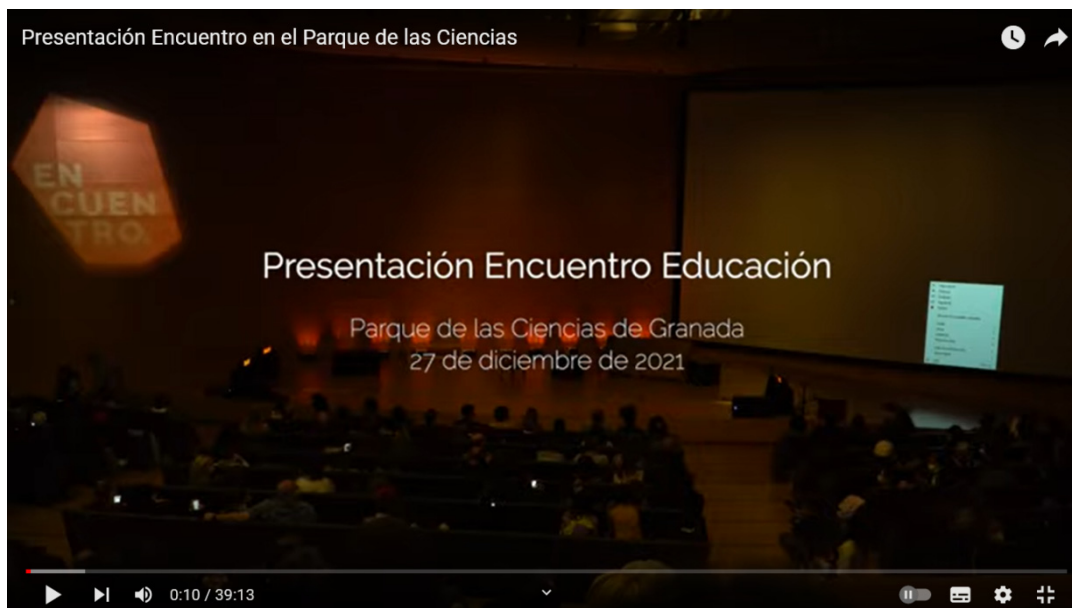 Presentación Encuentro en el Parque de las Ciencias
EN
CUEN
TRO.
Presentación Encuentro Educación
Parque de las Ciencias de Granada
27 de diciembre de 2021
0:10 / 39:13